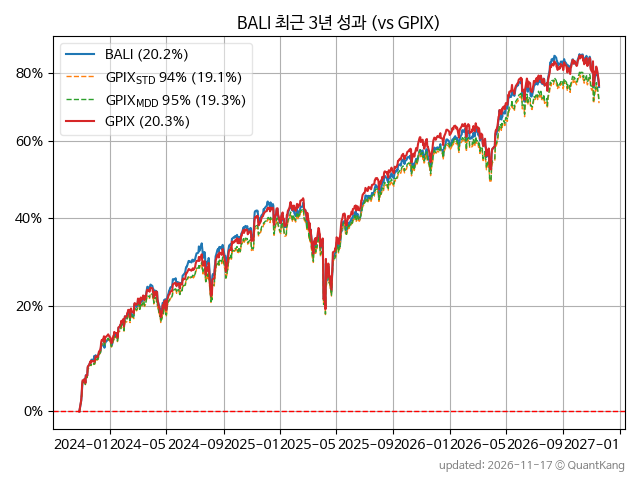 BALI 최근 3년 성과 (vs GPIX)
BALI (20.2%)
GPIX_STD 94% (19.1%)
GPIX_MDD 95% (19.3%)
GPIX (20.3%)
80%
60%
40%
20%
0%
2024-01 2024-05 2024-09 2025-01 2025-05 2025-09 2026-01 2026-05 2026-09 2027-01
updated: 2026-11-17 © QuantKang